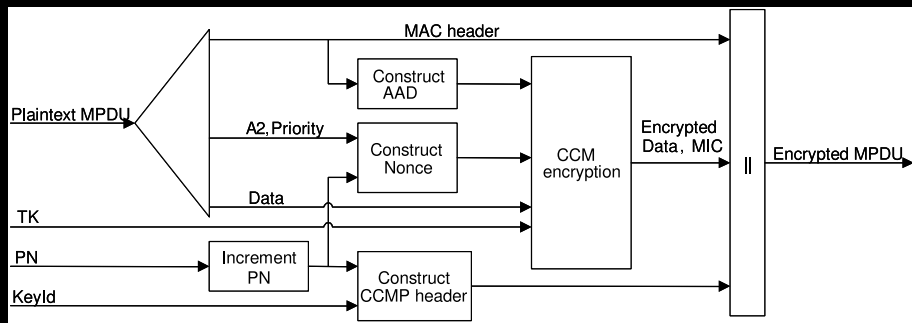 MAC header
Construct
AAD
Plaintext MPDU
A2, Priority
Construct
Nonce
CCM
encryption
Encrypted
Data, MIC
||
Encrypted MPDU
Data
TK
PN
Increment
PN
Construct
CCMP header
KeyId